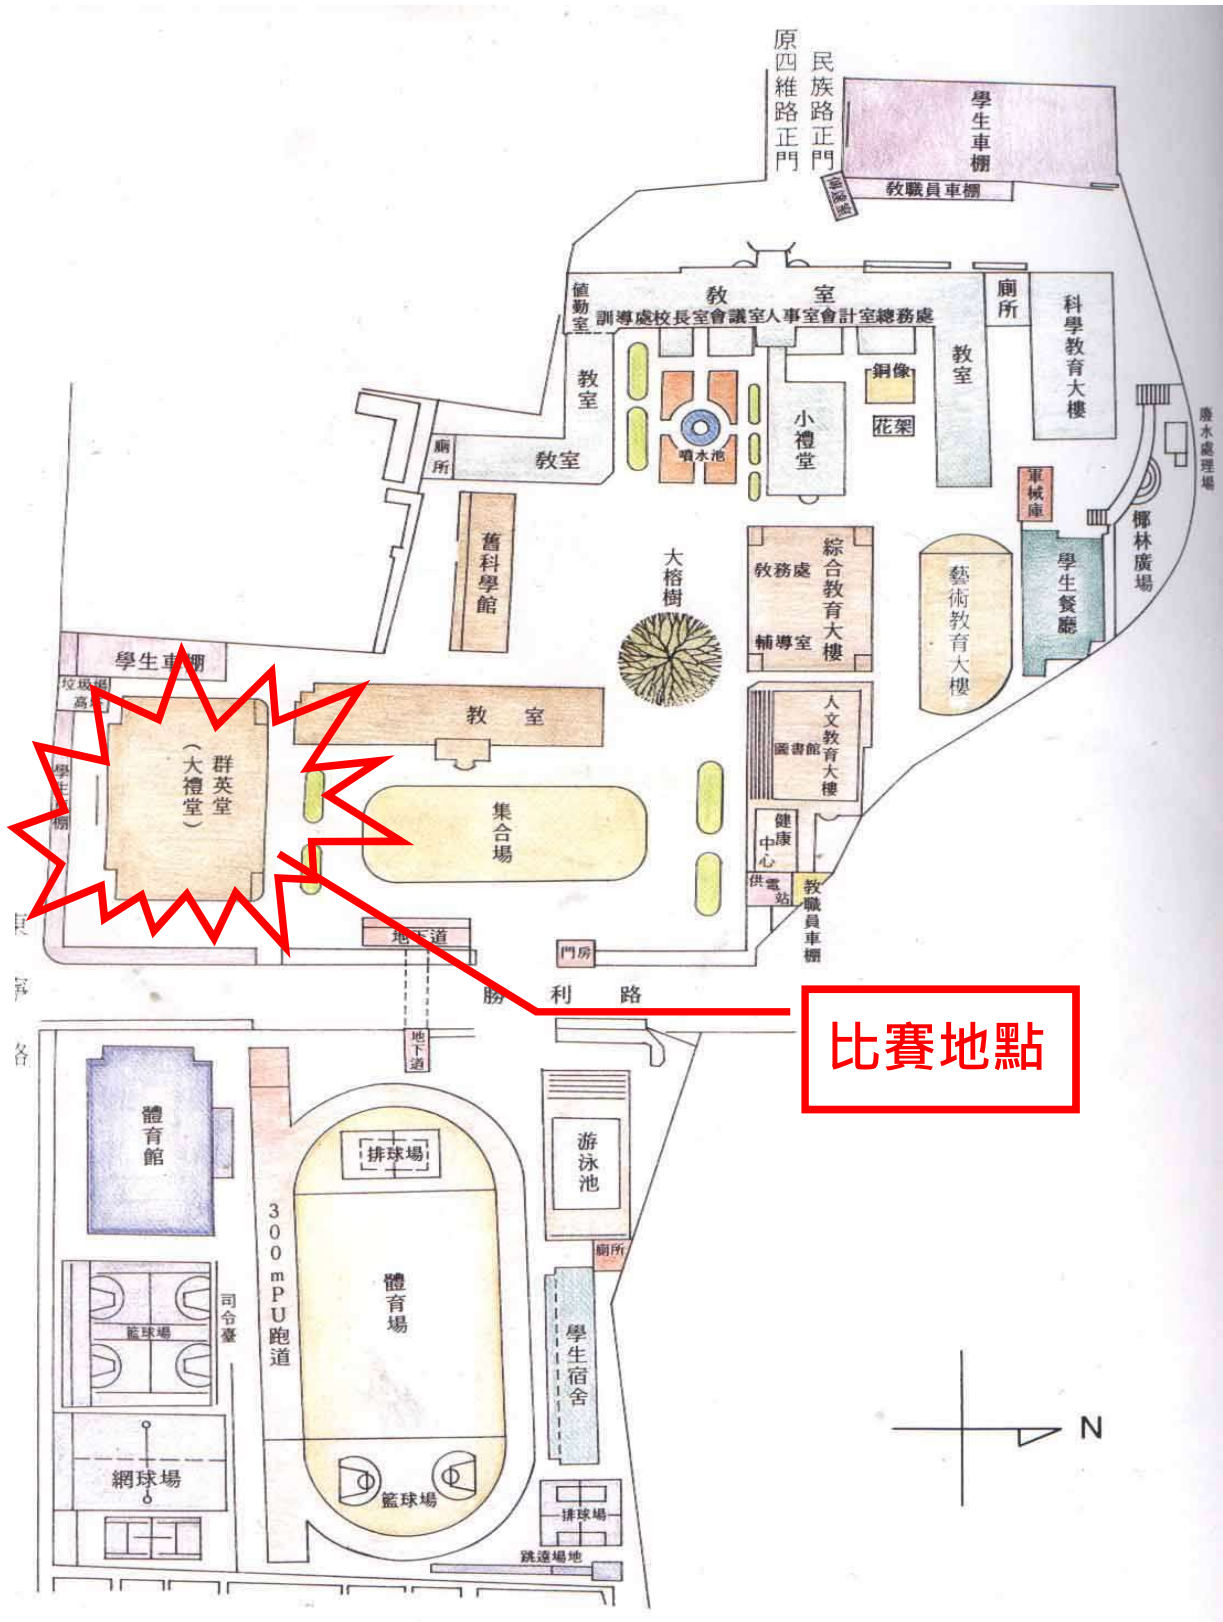 原四維路正門
民族路正門
學生車棚
教職員車棚
值勤室
教室
訓導處校長室會議室人事室會計室總務處
廁所
科學教育大樓
教室
教室
銅像
小禮堂
花架
噴水池
廁所
教室
廢水處理場
軍械庫
椰林廣場
舊科學館
大榕樹
綜合教育大樓
教務處
輔導室
藝術教育大樓
學生餐廳
學生車棚
垃圾場
教室
人文教育大樓
圖書館
群英堂
(大禮堂)
集合場
健康中心
供電站
教職員車棚
地下道
門房
東寧路
勝利路
比賽地點
地下道
體育館
排球場
游泳池
廁所
300mPU跑道
體育場
司令臺
籃球場
學生宿舍
網球場
籃球場
排球場
跳遠場地
N